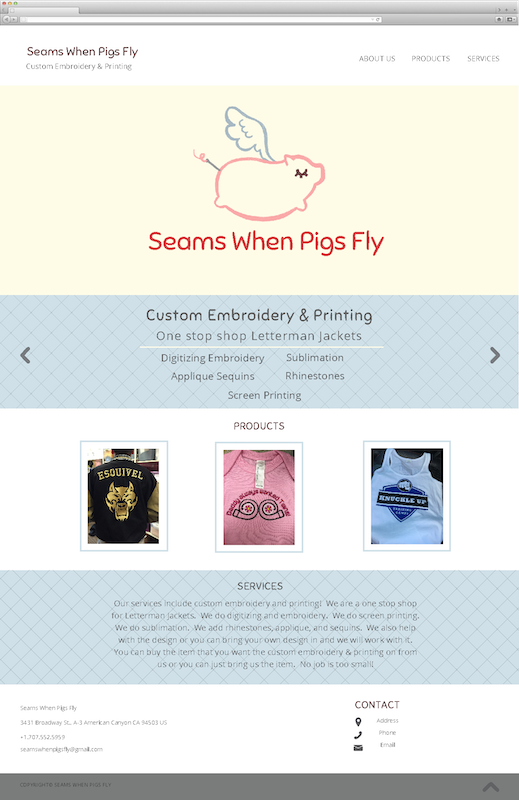 Seams When Pigs Fly
Custom Embroidery & Printing
ABOUT US PRODUCTS SERVICES
Seams When Pigs Fly
Custom Embroidery & Printing
One stop shop Letterman Jackets
Digitizing Embroidery Sublimation
Applique Sequins Rhinestones
Screen Printing
PRODUCTS
ESQUIVEL
Daddy always wanted Twins!
KNUCKLE UP
SERVICES
Our services include custom embroidery and printing! We are a one stop shop
for Letterman Jackets. We do digitizing and embroidery. We do screen printing.
We do sublimation. We add rhinestones, applique, and sequins. We also help
with the design or you can bring your own design in and we will work with it.
You can buy the item that you want the custom embroidery & printing on from
us or you can just bring us the item. No job is too small!
Seams When Pigs Fly
3431 Broadway St., A-3 American Canyon CA 94503 US
+1.707.552.5959
seamswhenpigsfly@gmail.com
CONTACT
Address
Phone
Email
COPYRIGHT© SEAMS WHEN PIGS FLY